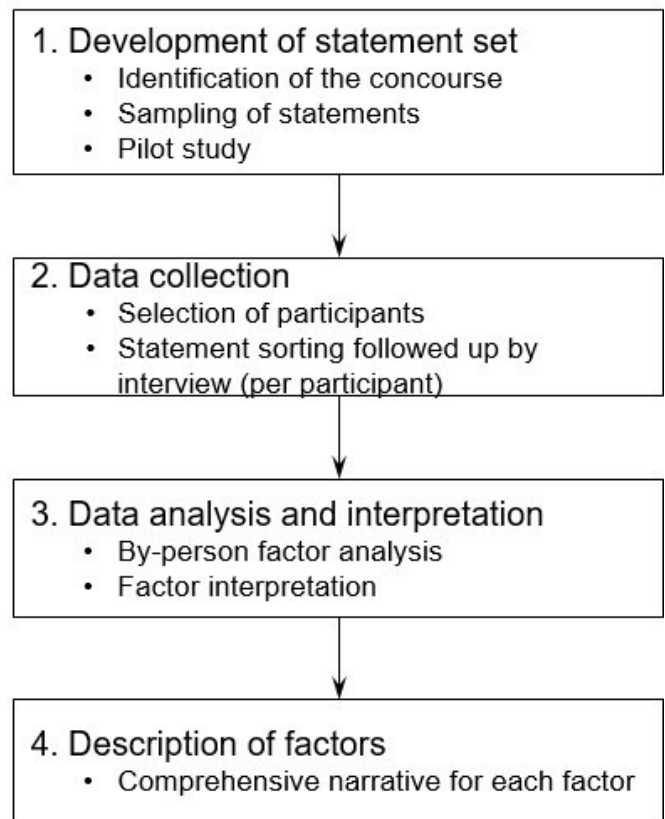 1. Development of statement set
• Identification of the concourse
• Sampling of statements
• Pilot study
2. Data collection
• Selection of participants
• Statement sorting followed up by
interview (per participant)
3. Data analysis and interpretation
• By-person factor analysis
• Factor interpretation
4. Description of factors
• Comprehensive narrative for each factor